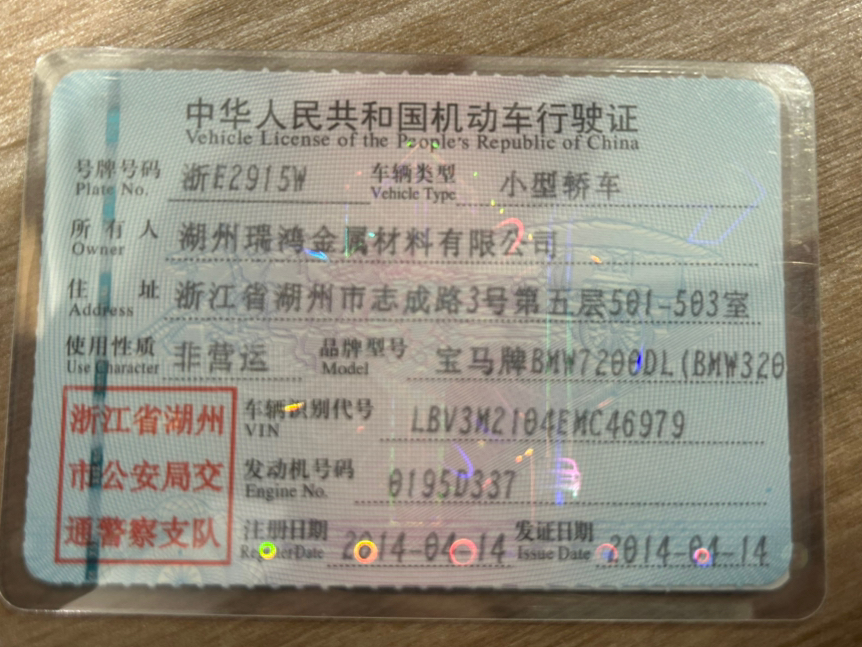 中华人民共和国机动车行驶证
Vehicle License of the People's Republic of China
号牌号码 浙E2915W 车辆类型 小型轿车
Plate No. Vehicle Type
所有人 湖州瑞鸿金属材料有限公司
Owner
住址 浙江省湖州市志成路3号第五层501-503室
Address
使用性质 非营运 品牌型号 宝马牌BMW7200DL(BMW320
Use Character Model
浙江省湖州
市公安局交
通警察支队
车辆识别代号 LBV3M2104EMC46979
VIN
发动机号码 0195D337
Engine No.
注册日期 2014-04-14 发证日期 2014-04-14
Register Date Issue Date